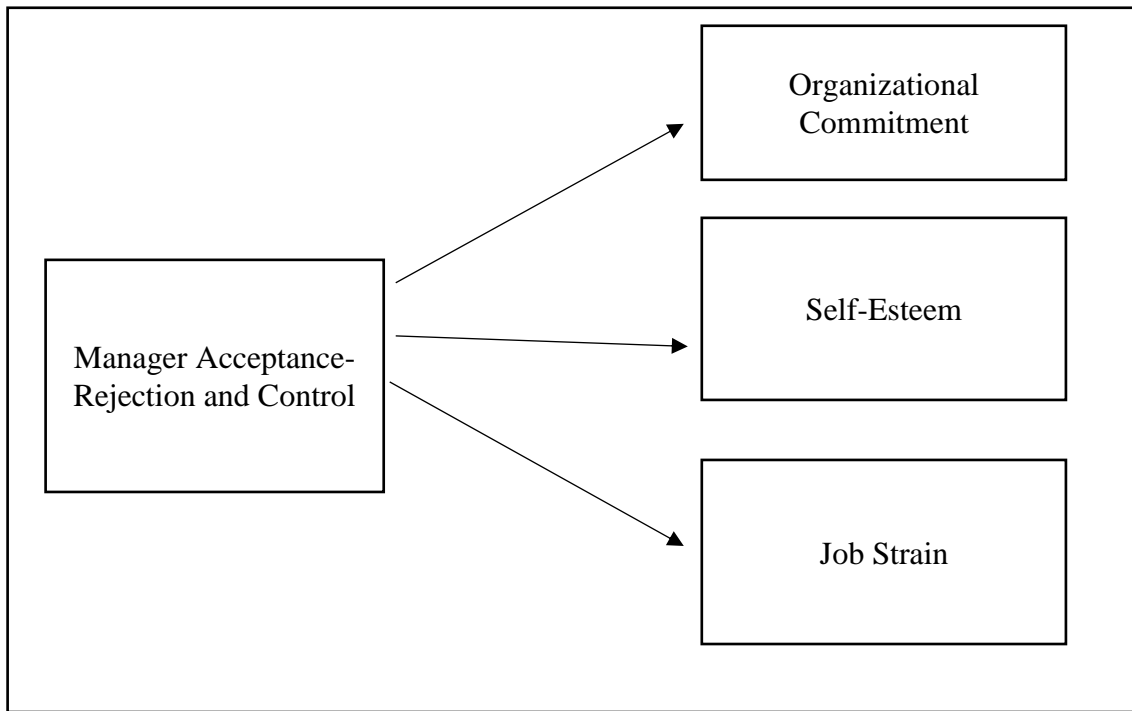 Organizational
Commitment
Self-Esteem
Manager Acceptance-
Rejection and Control
Job Strain